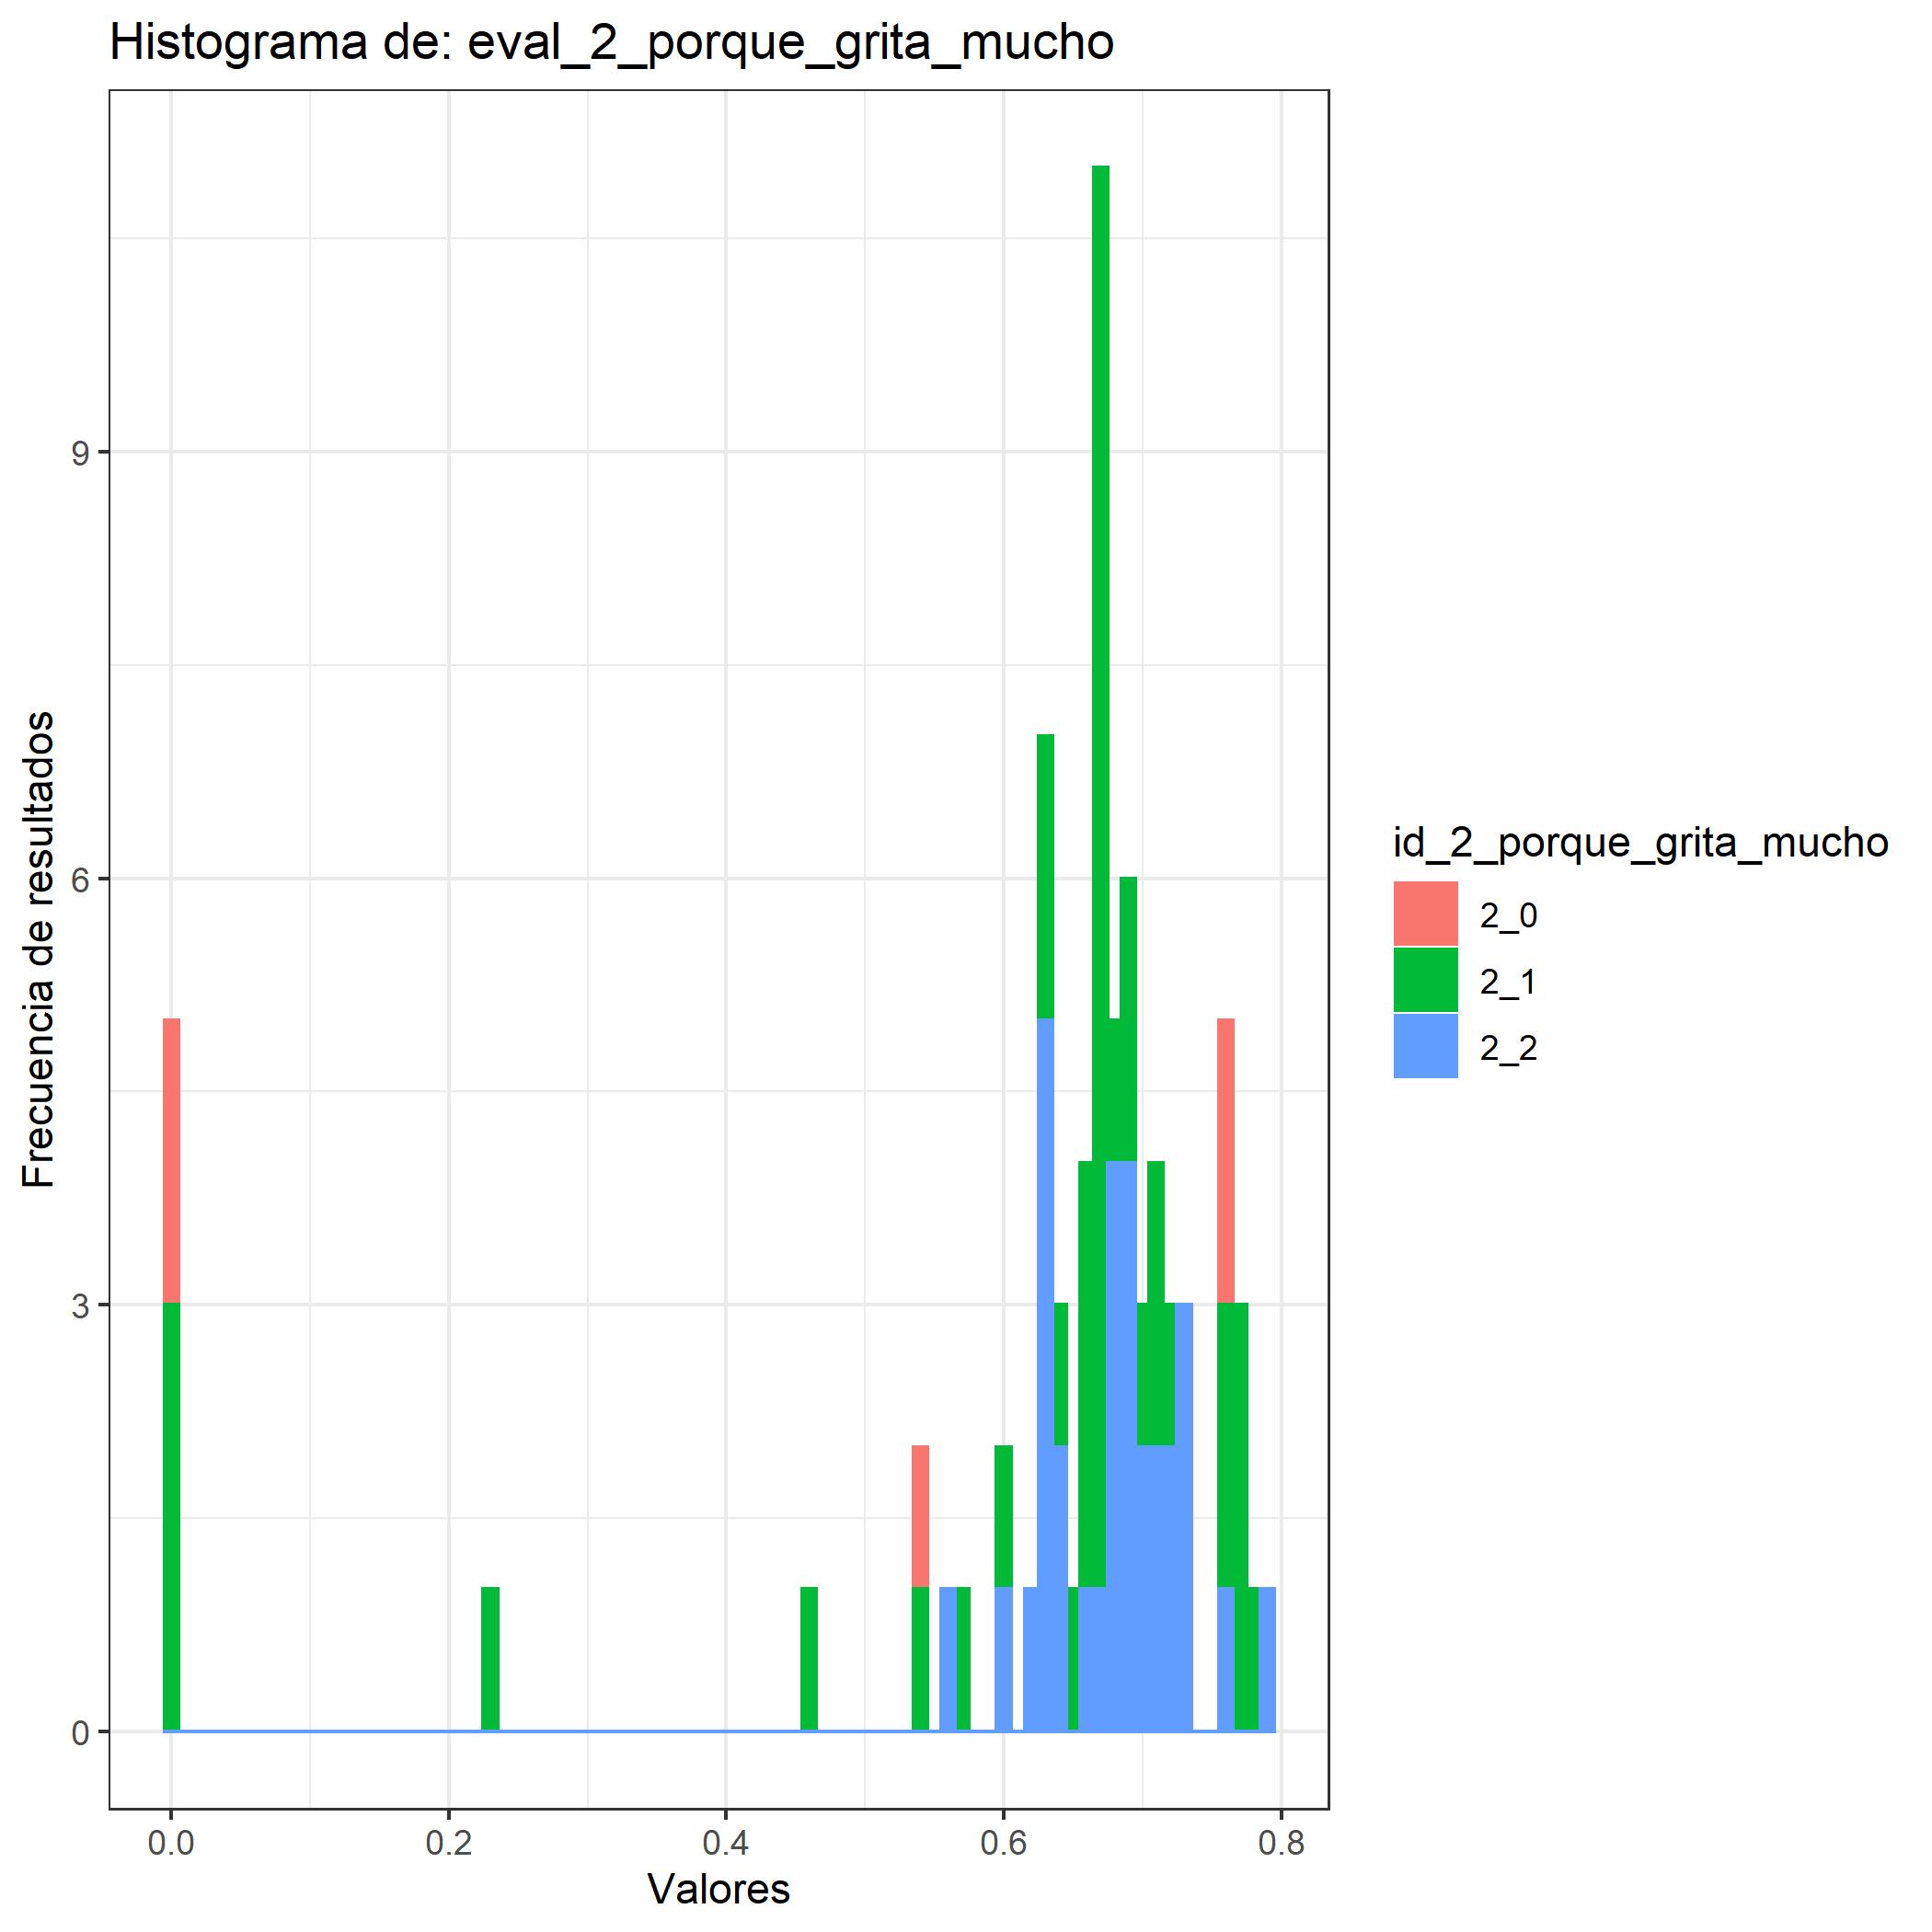 Histograma de: eval_2_porque_grita_mucho
Frecuencia de resultados
9
6
3
0
0.0 0.2 0.4 0.6 0.8
Valores
id_2_porque_grita_mucho
2_0
2_1
2_2